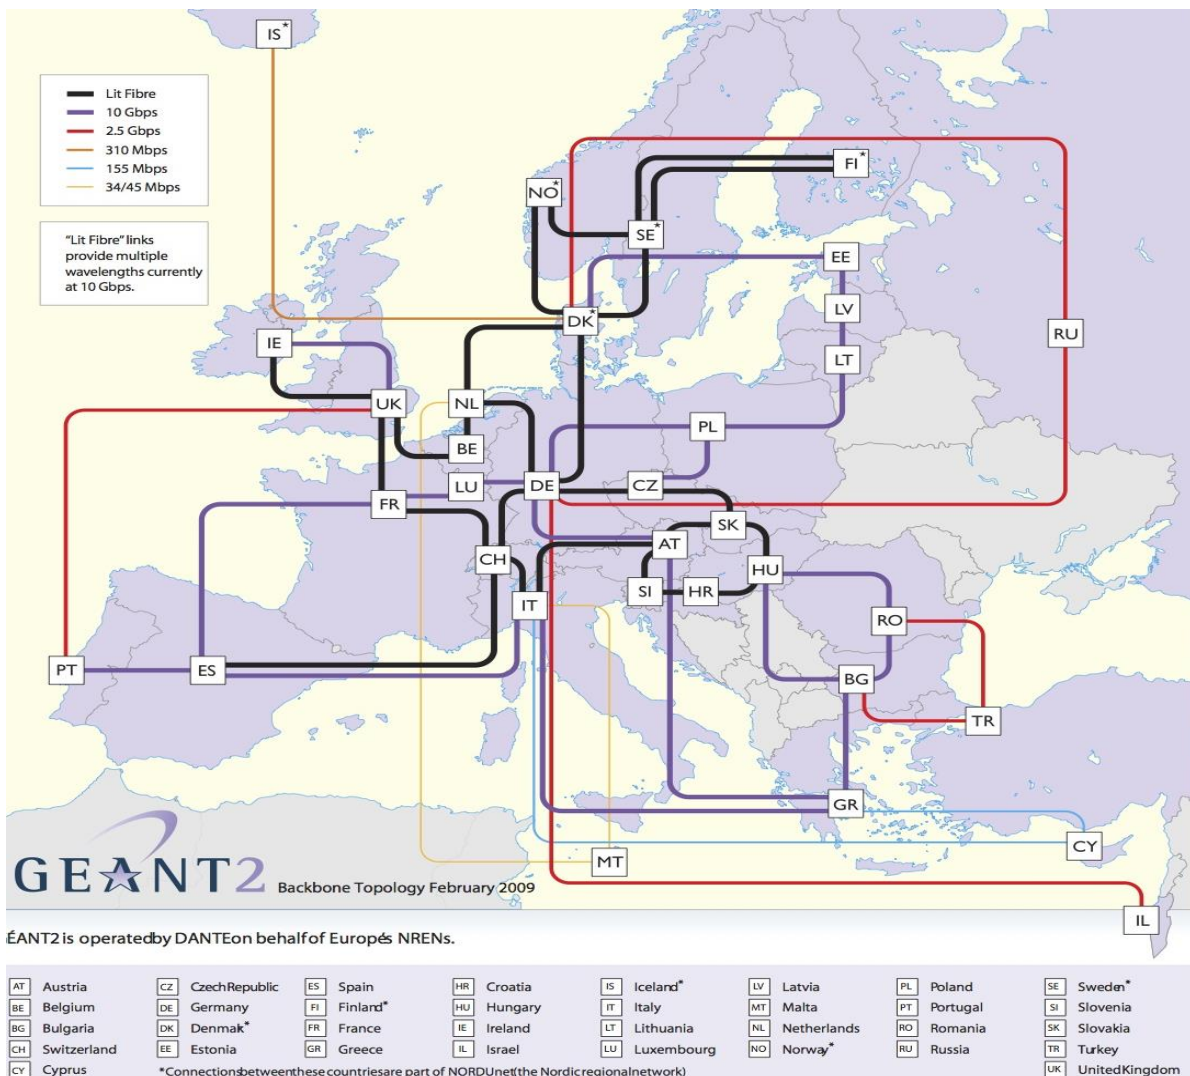 IS*
Lit Fibre
10 Gbps
2.5 Gbps
310 Mbps
155 Mbps
34/45 Mbps
FI*
NO*
"Lit Fibre" links
provide multiple
wavelengths currently
at 10 Gbps.
SE*
EE
LV
DK*
RU
IE
LT
UK
NL
PL
BE
LU
DE
CZ
FR
SK
AT
CH
HU
SI
HR
IT
RO
PT
ES
BG
TR
GR
CY
MT
GEANT2 Backbone Topology February 2009
IL
ÉANT2 is operatedby DANTEon behalfof Europés NRENs.
AT Austria CZ CzechRepublic ES Spain HR Croatia IS Iceland* LV Latvia PL Poland SE Sweden*
BE Belgium DE Germany FI Finland* HU Hungary IT Italy MT Malta PT Portugal SI Slovenia
BG Bulgaria DK Denmak* FR France IE Ireland LT Lithuania NL Netherlands RO Romania SK Slovakia
CH Switzerland EE Estonia GR Greece IL Israel LU Luxembourg NO Norway* RU Russia TR Turkey
CY Cyprus *Connectionsbetweenthesecountriesare part of NORDUnet(the Nordicregionalnetwork) UK UnitedKingdom